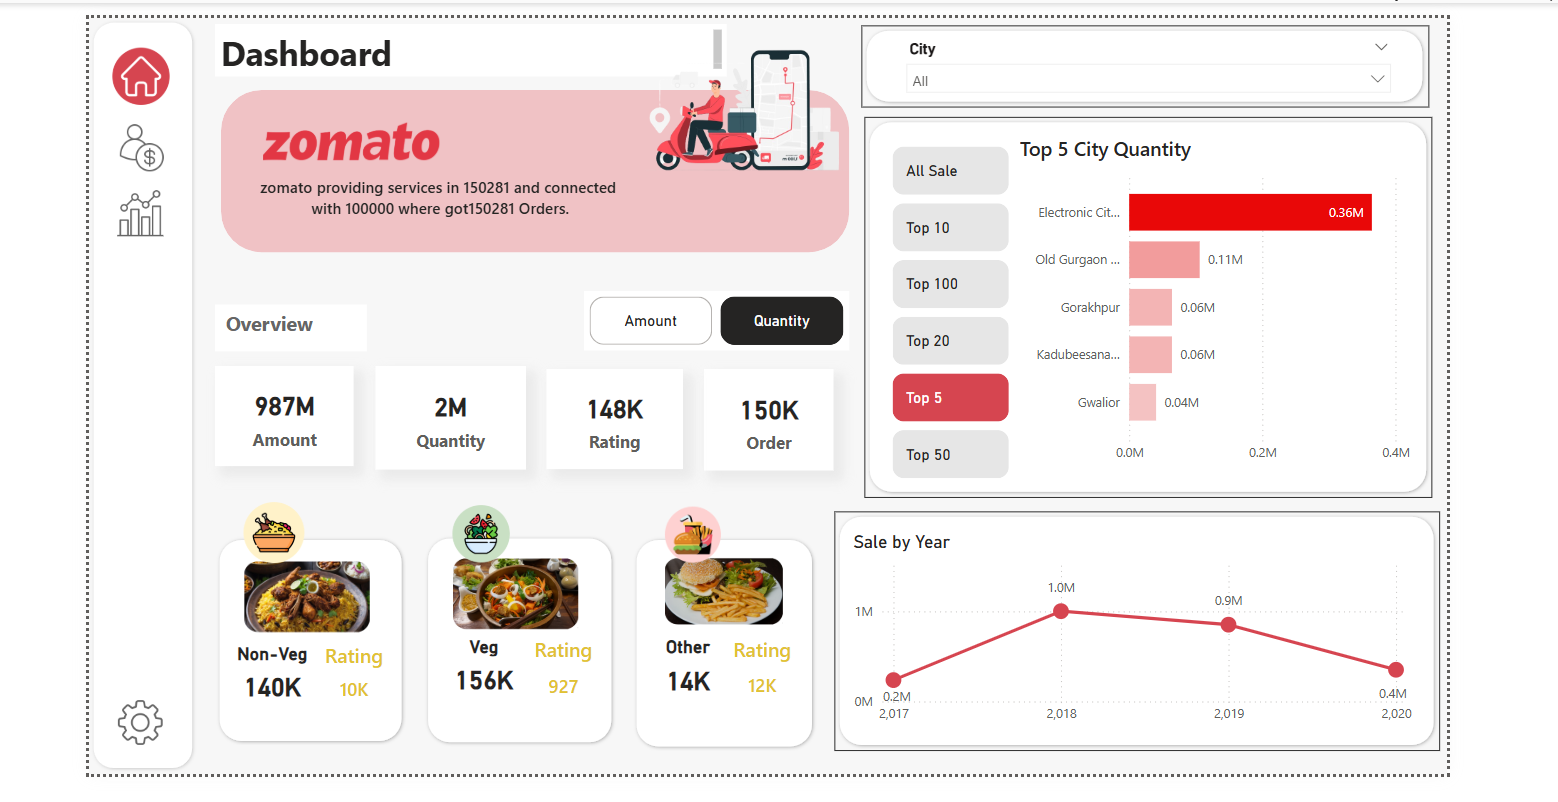 Dashboard
zomato
zomato providing services in 150281 and connected
with 100000 where got150281 Orders.
City
All
Overview
Amount
Quantity
987M
Amount
2M
Quantity
148K
Rating
150K
Order
All Sale
Top 10
Top 100
Top 20
Top 5
Top 50
Top 5 City Quantity
Electronic Cit... 0.36M
Old Gurgaon ... 0.11M
Gorakhpur 0.06M
Kadubeesana... 0.06M
Gwalior 0.04M
0.0M 0.2M 0.4M
Non-Veg Rating
140K 10K
Veg Rating
156K 927
Other Rating
14K 12K
Sale by Year
1M
0M
0.2M
1.0M
0.9M
0.4M
2,017 2,018 2,019 2,020